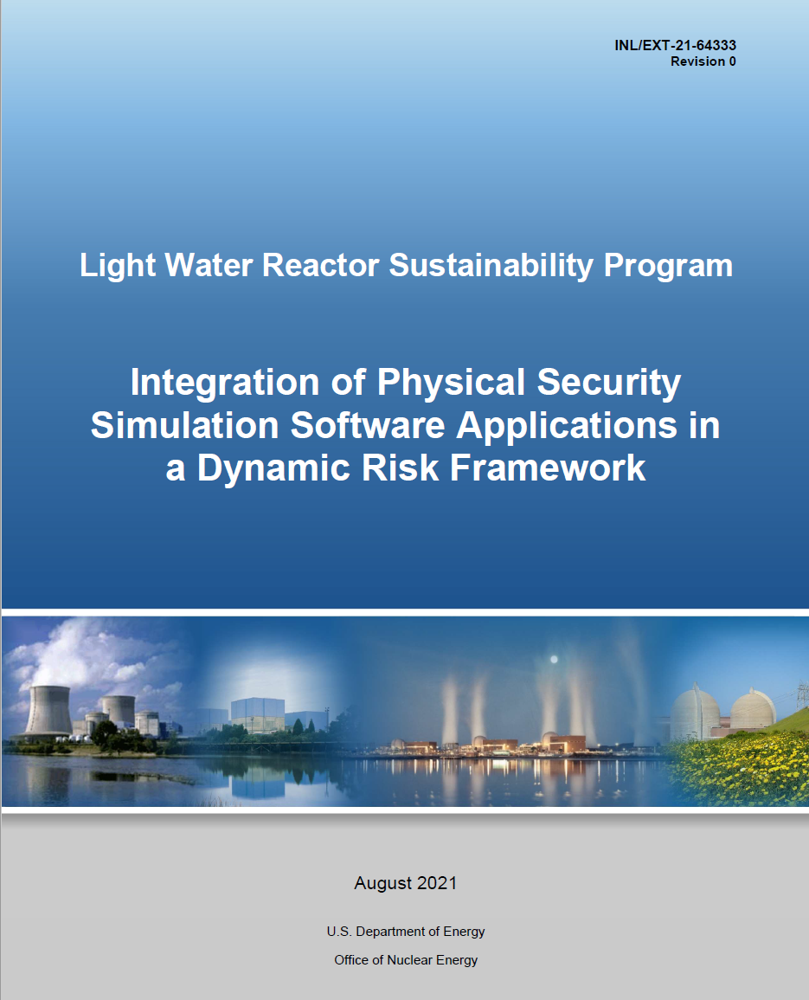 INL/EXT-21-64333
Revision 0
Light Water Reactor Sustainability Program
Integration of Physical Security
Simulation Software Applications in
a Dynamic Risk Framework
August 2021
U.S. Department of Energy
Office of Nuclear Energy